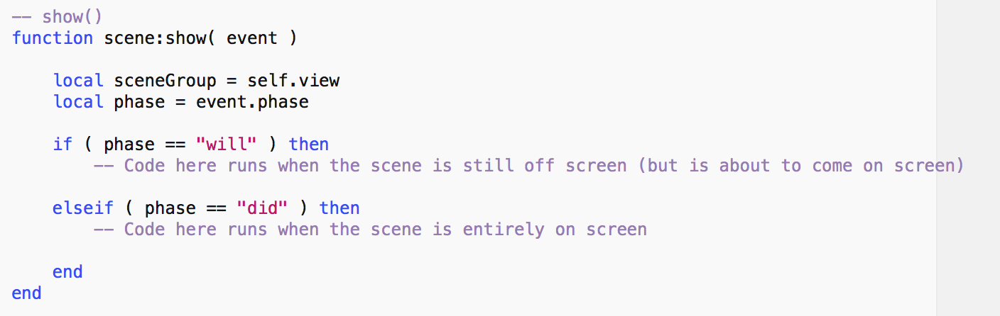 -- show()
function scene:show( event )
local sceneGroup = self.view
local phase = event.phase
if ( phase == "will" ) then
-- Code here runs when the scene is still off screen (but is about to come on screen)
elseif ( phase == "did" ) then
-- Code here runs when the scene is entirely on screen
end
end